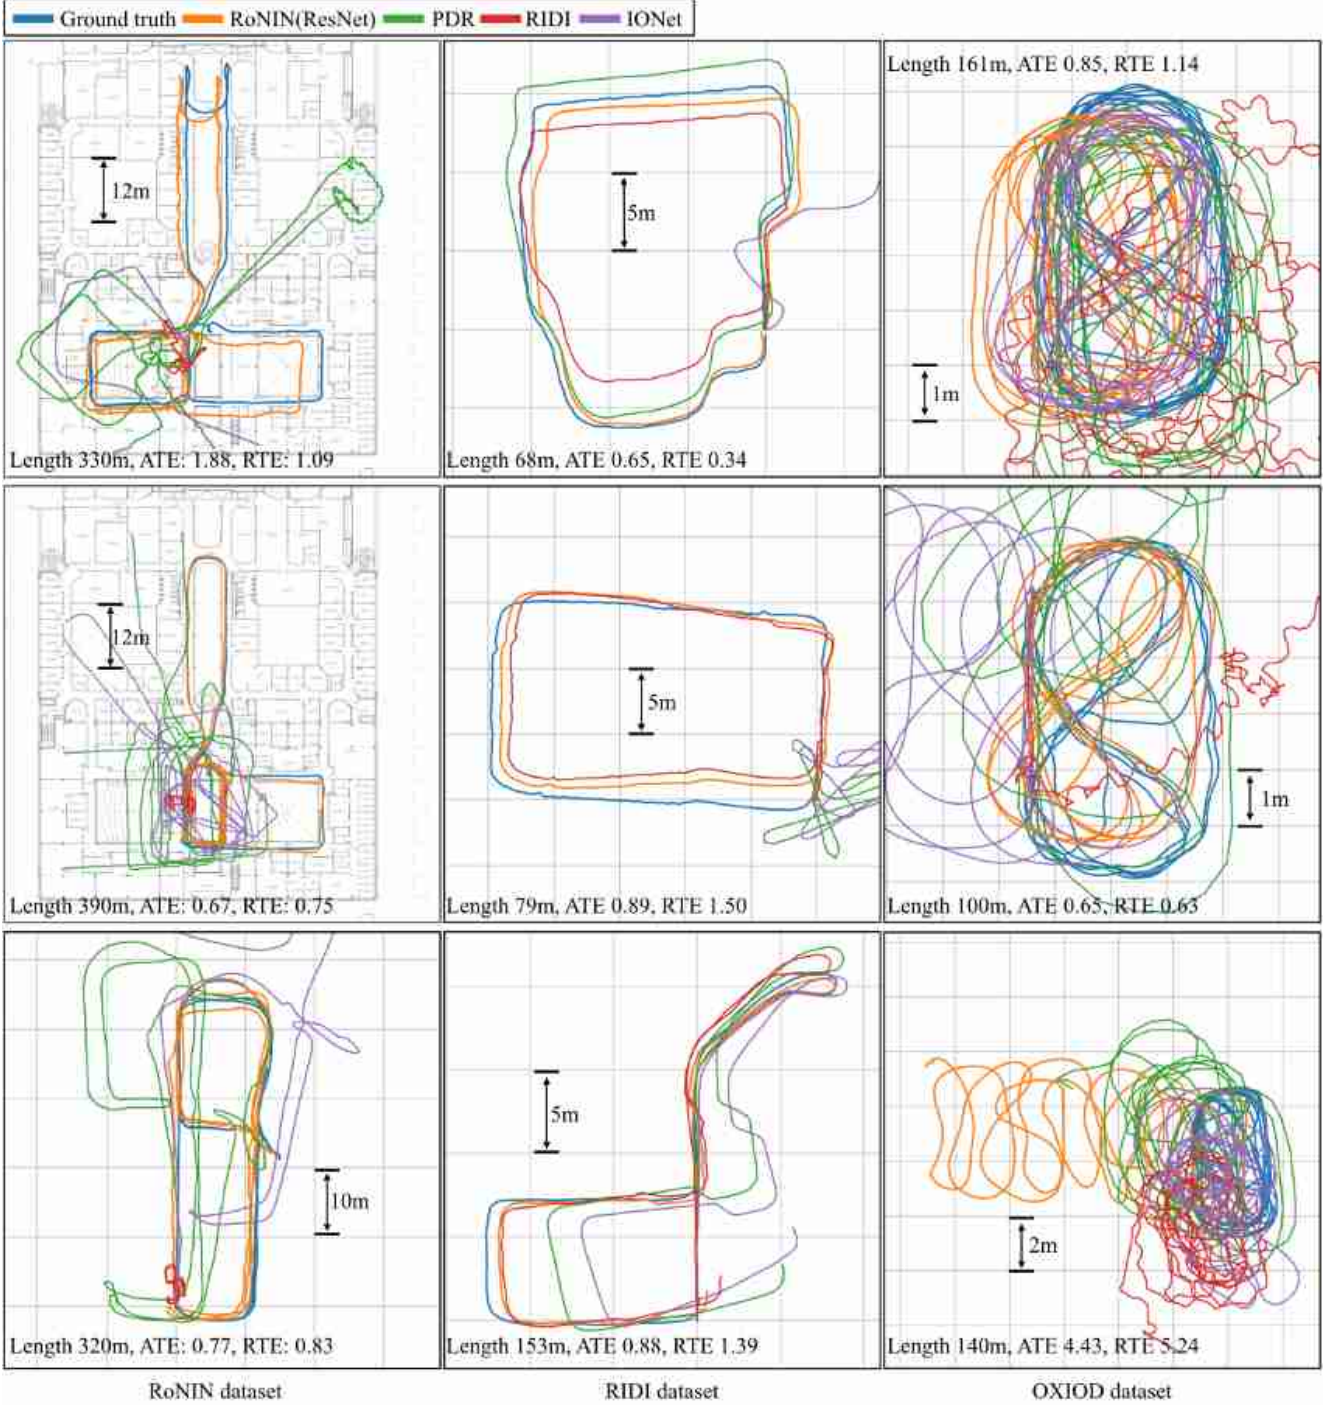 Ground truth RoNIN(ResNet) PDR RIDI IONet
12m
Length 330m, ATE: 1.88, RTE: 1.09
5m
Length 68m, ATE 0.65, RTE 0.34
Length 161m, ATE 0.85, RTE 1.14
1m
12m
Length 390m, ATE: 0.67, RTE: 0.75
5m
Length 79m, ATE 0.89, RTE 1.50
1m
Length 100m, ATE 0.65, RTE 0.63
10m
Length 320m, ATE: 0.77, RTE: 0.83
5m
Length 153m, ATE 0.88, RTE 1.39
2m
Length 140m, ATE 4.43, RTE 5.24
RoNIN dataset
RIDI dataset
OXIOD dataset